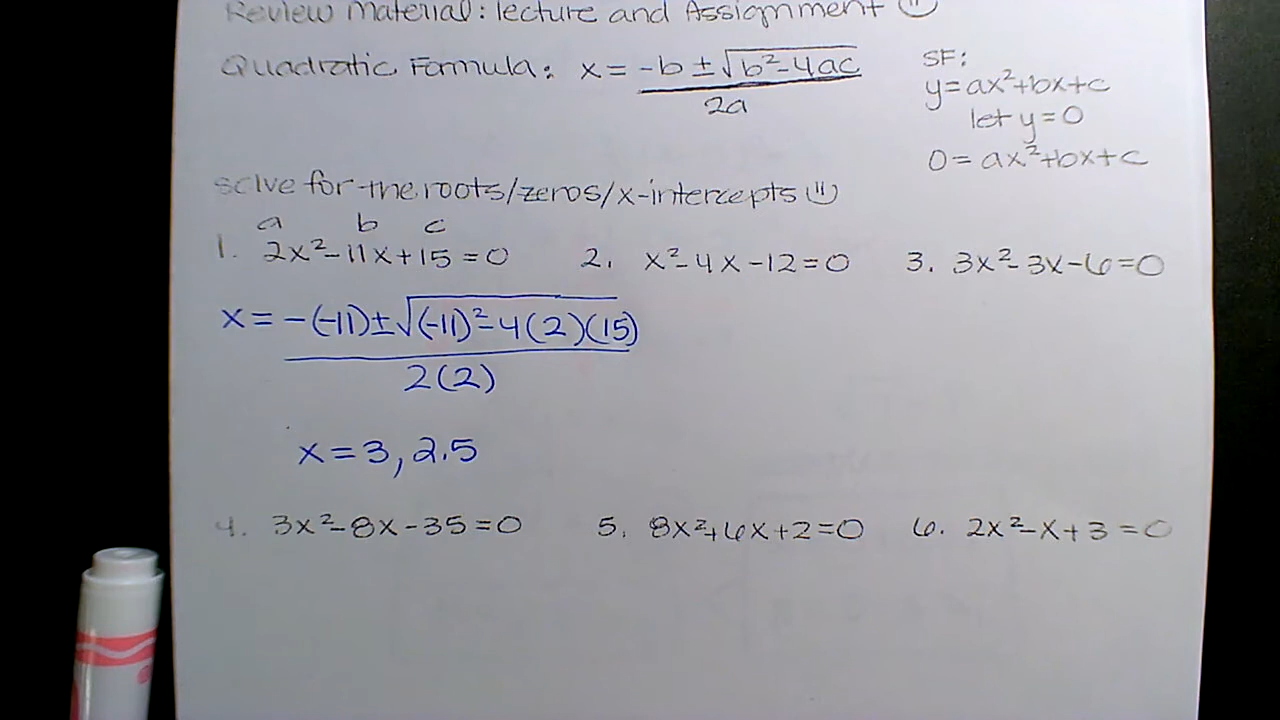 Review Material: lecture and Assignment
Quadratic Formula: x = -b ± √b²-4ac
2a
SF:
y=ax²+bx+c
let y=0
0=ax²+bx+c
solve for the roots/zeros/x-intercepts
a b c
1. 2x²-11x+15=0 2. x²-4x-12=0 3. 3x²-3x-6=0
x = -(-11)±√(-11)²-4(2)(15)
2(2)
x=3, 2.5
4. 3x²-8x-35=0 5. 8x²+6x+2=0 6. 2x²-x+3=0